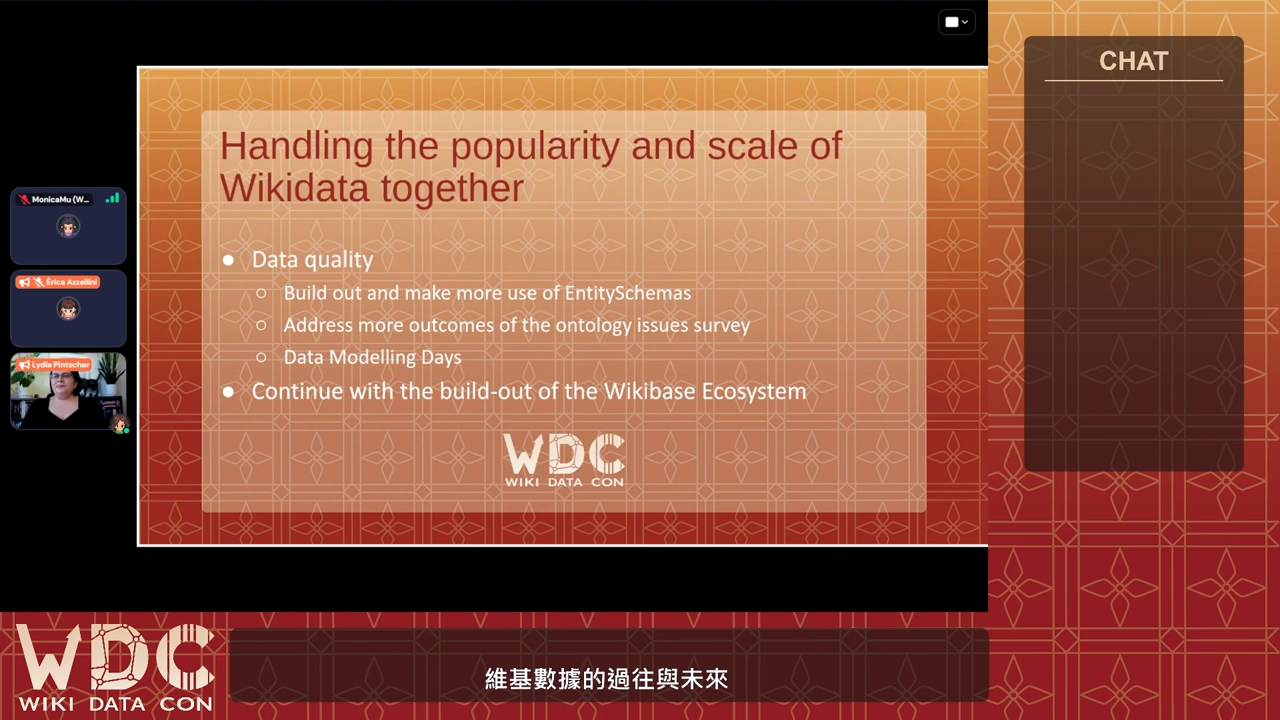 CHAT
Handling the popularity and scale of
Wikidata together
MonicaMu (W...
Érica Azzellini
Lydia Pintscher
● Data quality
○ Build out and make more use of EntitySchemas
○ Address more outcomes of the ontology issues survey
○ Data Modelling Days
● Continue with the build-out of the Wikibase Ecosystem
WDC
WIKI DATA CON
WDC
WIKI DATA CON
維基數據的過往與未來